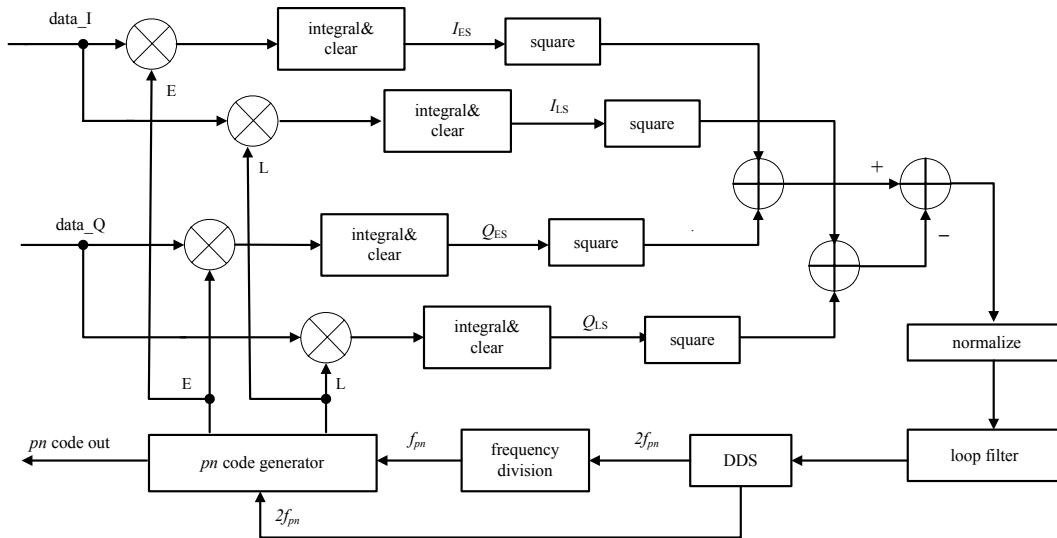 data_I
integral&
clear
I_ES
square
E
integral&
clear
I_LS
square
L
+
data_Q
integral&
clear
Q_ES
square
−
integral&
clear
Q_LS
square
normalize
E
L
pn code out
pn code generator
f_pn
frequency
division
2f_pn
DDS
loop filter
2f_pn